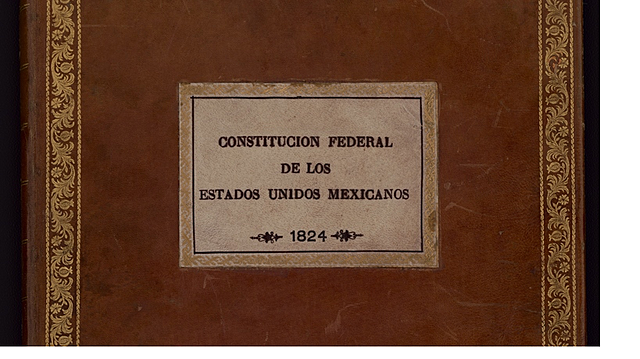 CONSTITUCION FEDERAL
DE LOS
ESTADOS UNIDOS MEXICANOS
1824